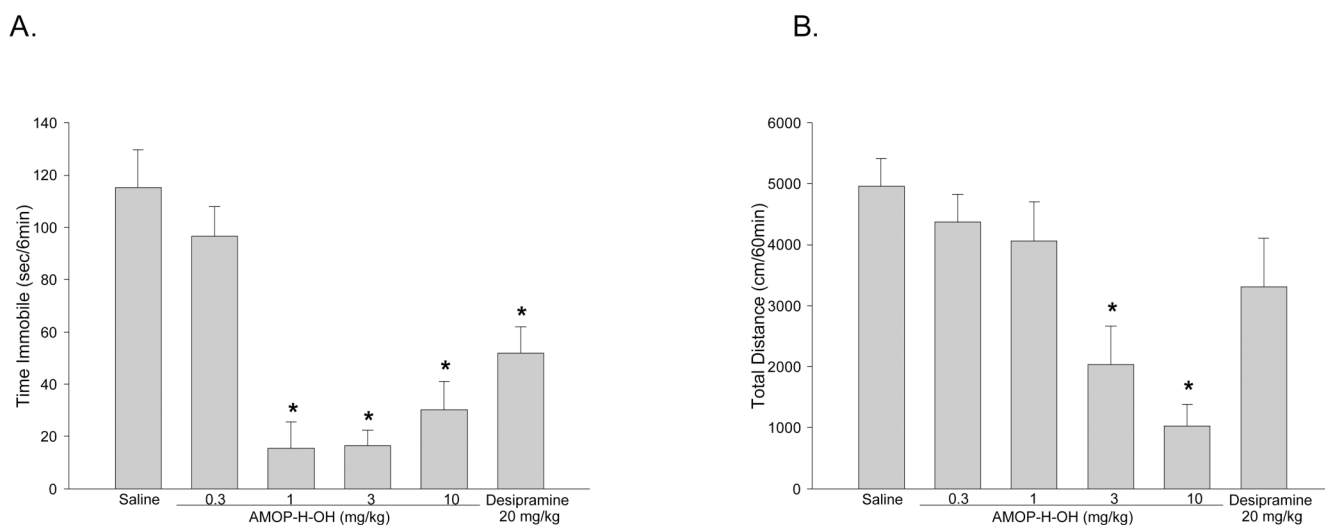 A.
B.
Time Immobile (sec/6min)
140
120
100
80
60
40
20
0
*
*
*
*
Saline
0.3
1
3
10
Desipramine
20 mg/kg
AMOP-H-OH (mg/kg)
Total Distance (cm/60min)
6000
5000
4000
3000
2000
1000
0
*
*
Saline
0.3
1
3
10
Desipramine
20 mg/kg
AMOP-H-OH (mg/kg)